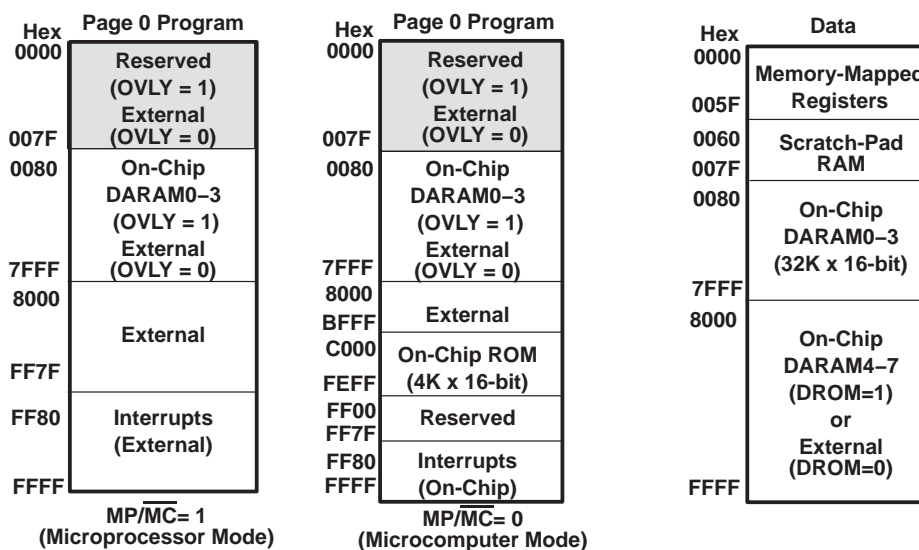 Hex
Page 0 Program
0000
Reserved
(OVLY = 1)
External
(OVLY = 0)
007F
0080
On-Chip
DARAM0–3
(OVLY = 1)
External
(OVLY = 0)
7FFF
8000
External
FF7F
FF80
Interrupts
(External)
FFFF
MP/MC= 1
(Microprocessor Mode)
Hex
Page 0 Program
0000
Reserved
(OVLY = 1)
External
(OVLY = 0)
007F
0080
On-Chip
DARAM0–3
(OVLY = 1)
External
(OVLY = 0)
7FFF
8000
External
BFFF
C000
On-Chip ROM
(4K x 16-bit)
FEFF
FF00
Reserved
FF7F
FF80
Interrupts
(On-Chip)
FFFF
MP/MC= 0
(Microcomputer Mode)
Hex
Data
0000
Memory-Mapped
Registers
005F
0060
Scratch-Pad
RAM
007F
0080
On-Chip
DARAM0–3
(32K x 16-bit)
7FFF
8000
On-Chip
DARAM4–7
(DROM=1)
or
External
(DROM=0)
FFFF